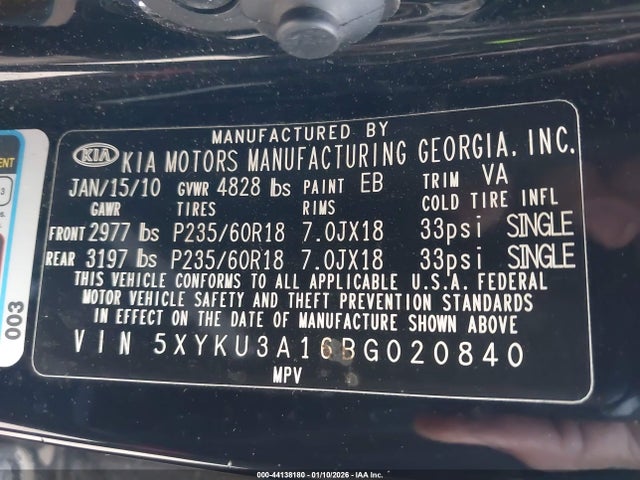 MANUFACTURED BY
KIA KIA MOTORS MANUFACTURING GEORGIA, INC.
JAN/15/10 GVWR 4828 lbs PAINT EB TRIM VA
GAWR TIRES RIMS COLD TIRE INFL
FRONT 2977 lbs P235/60R18 7.0JX18 33psi SINGLE
REAR 3197 lbs P235/60R18 7.0JX18 33psi SINGLE
THIS VEHICLE CONFORMS TO ALL APPLICABLE U.S.A. FEDERAL
MOTOR VEHICLE SAFETY AND THEFT PREVENTION STANDARDS
IN EFFECT ON THE DATE OF MANUFACTURE SHOWN ABOVE
VIN 5XYKU3A16BG020840
MPV
003
000-44138180 - 01/10/2026 - IAA Inc.